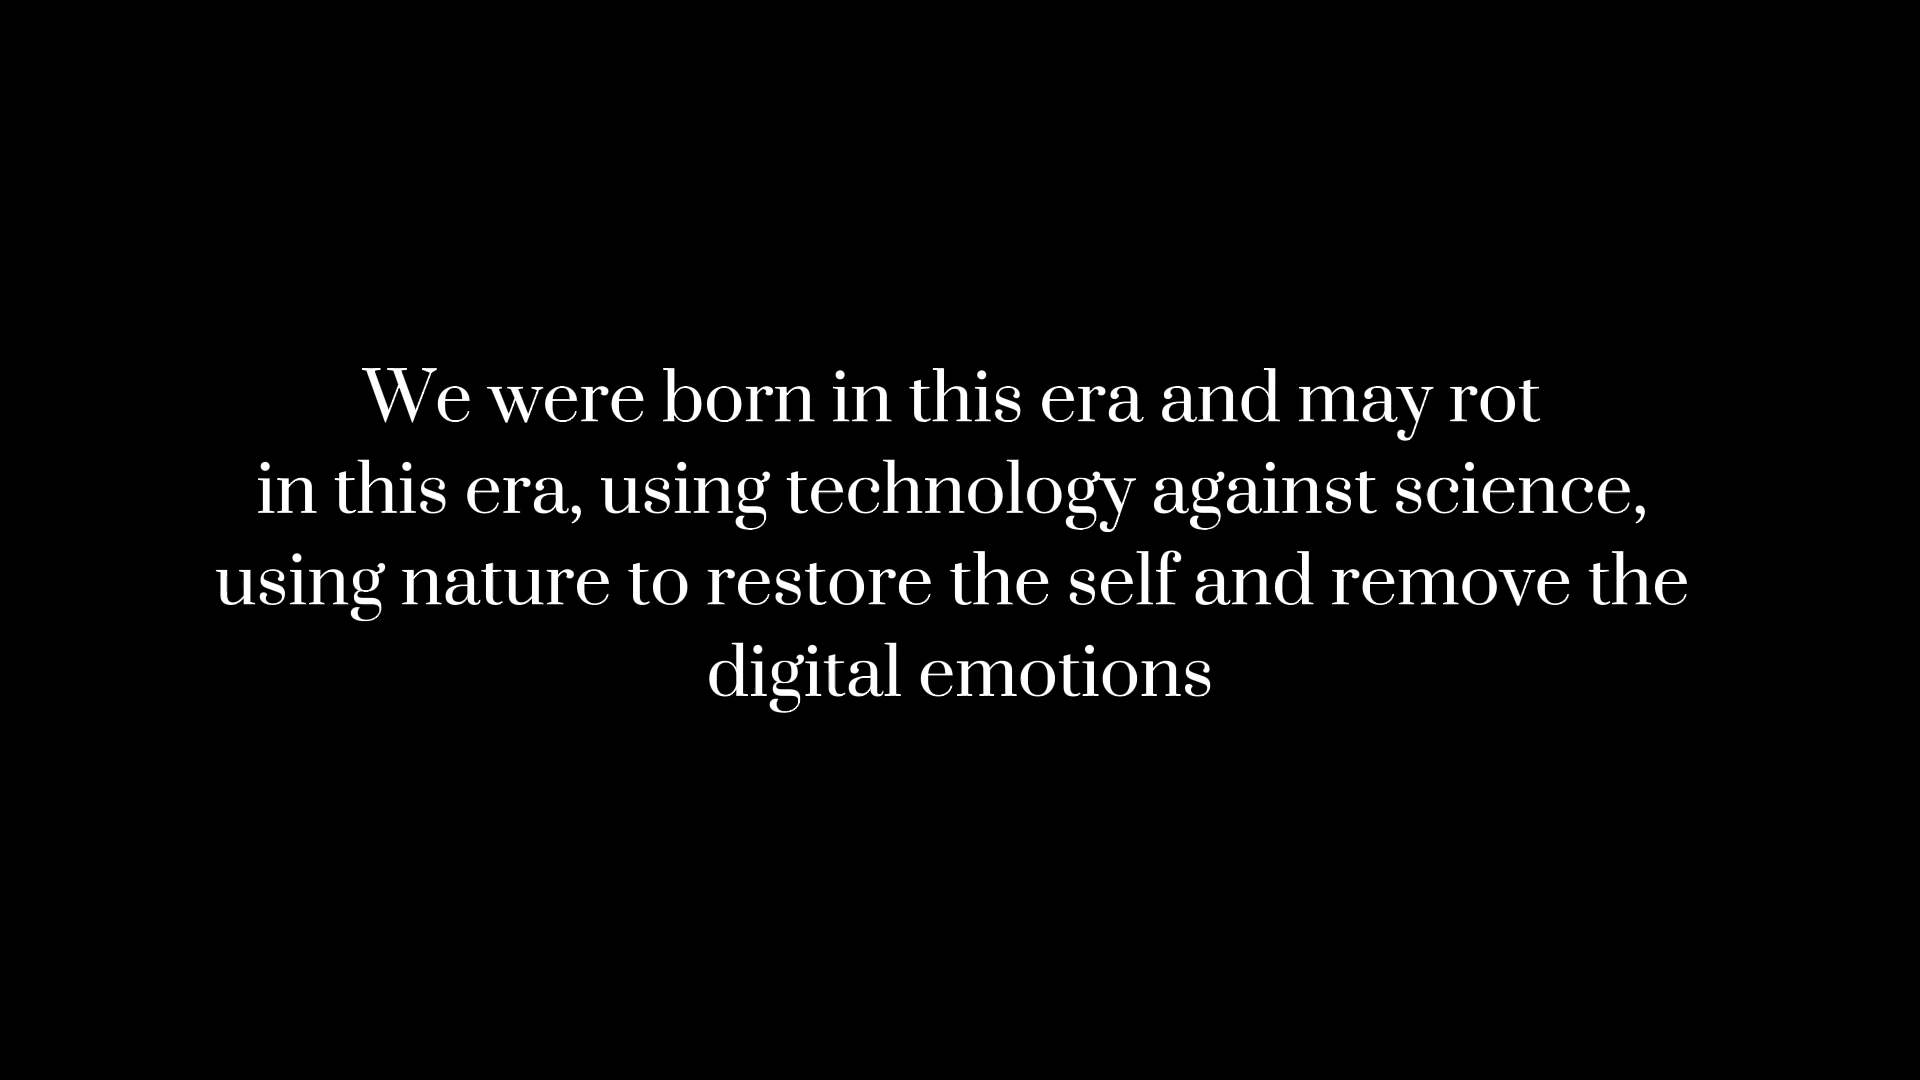 We were born in this era and may rot
in this era, using technology against science,
using nature to restore the self and remove the
digital emotions